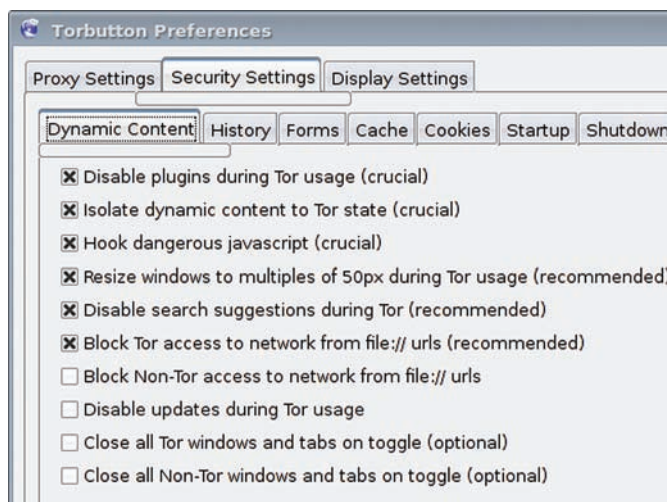 Torbutton Preferences
Proxy Settings Security Settings Display Settings
Dynamic Content History Forms Cache Cookies Startup Shutdown
Disable plugins during Tor usage (crucial)
Isolate dynamic content to Tor state (crucial)
Hook dangerous javascript (crucial)
Resize windows to multiples of 50px during Tor usage (recommended)
Disable search suggestions during Tor (recommended)
Block Tor access to network from file:// urls (recommended)
Block Non-Tor access to network from file:// urls
Disable updates during Tor usage
Close all Tor windows and tabs on toggle (optional)
Close all Non-Tor windows and tabs on toggle (optional)